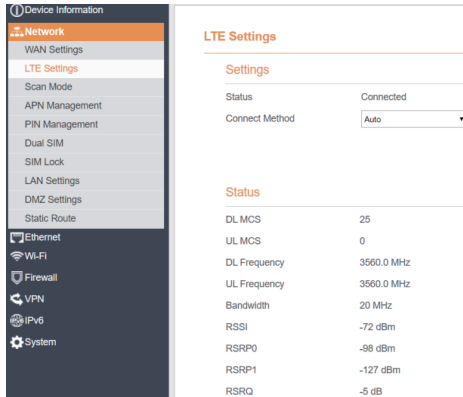 Device Information
Network
WAN Settings
LTE Settings
Scan Mode
APN Management
PIN Management
Dual SIM
SIM Lock
LAN Settings
DMZ Settings
Static Route
Ethernet
Wi-Fi
Firewall
VPN
IPv6
System
LTE Settings
Settings
Status Connected
Connect Method Auto
Status
DL MCS 25
UL MCS 0
DL Frequency 3560.0 MHz
UL Frequency 3560.0 MHz
Bandwidth 20 MHz
RSSI -72 dBm
RSRP0 -98 dBm
RSRP1 -127 dBm
RSRQ -5 dB